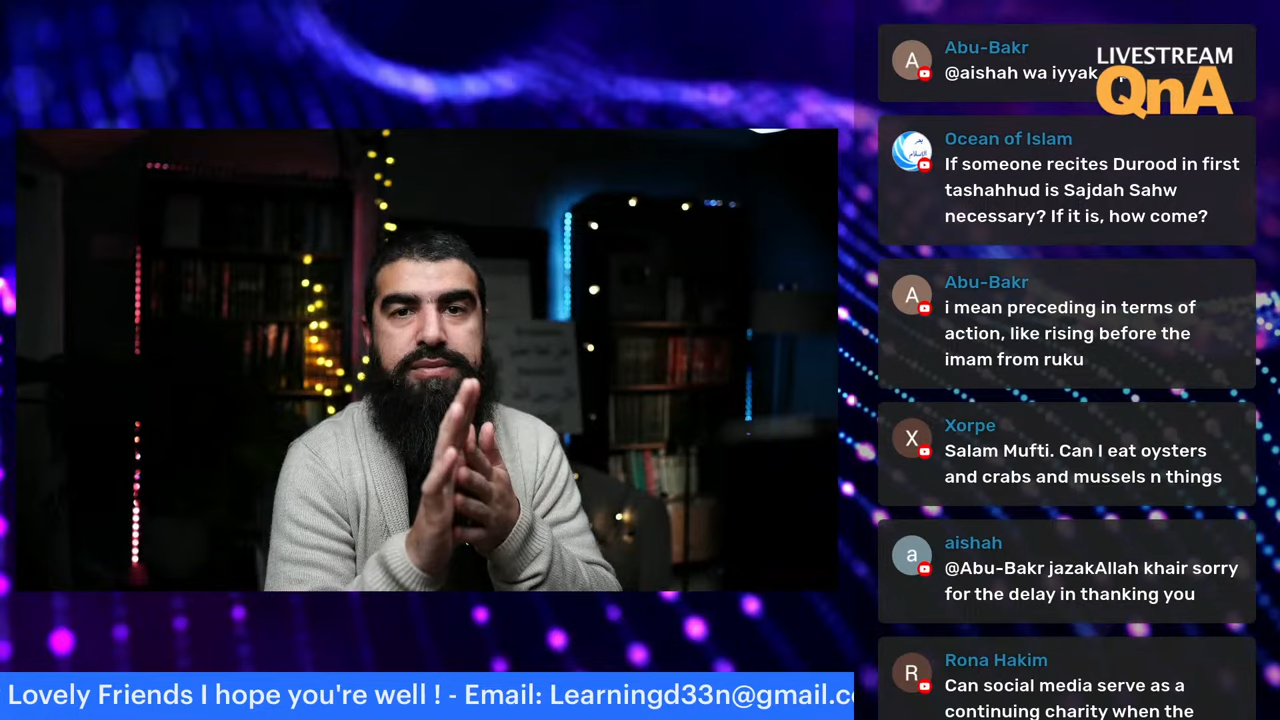 Abu-Bakr
@aishah wa iyyak
LIVESTREAM
QnA
Ocean of Islam
If someone recites Durood in first
tashahhud is Sajdah Sahw
necessary? If it is, how come?
Abu-Bakr
i mean preceding in terms of
action, like rising before the
imam from ruku
Xorpe
Salam Mufti. Can I eat oysters
and crabs and mussels n things
aishah
@Abu-Bakr jazakAllah khair sorry
for the delay in thanking you
Rona Hakim
Can social media serve as a
continuing charity when the
Lovely Friends I hope you're well ! - Email: Learningd33n@gmail.c
A
A
X
a
R